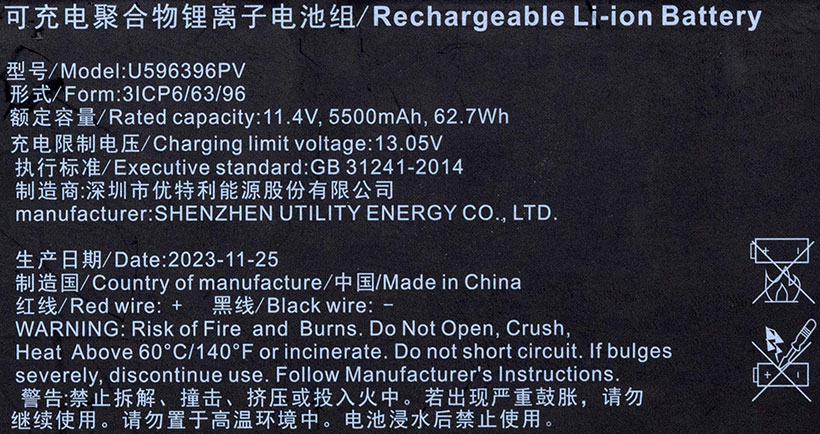 可充电聚合物锂离子电池组/Rechargeable Li-ion Battery
型号/Model:U596396PV
形式/Form:3ICP6/63/96
额定容量/Rated capacity:11.4V, 5500mAh, 62.7Wh
充电限制电压/Charging limit voltage:13.05V
执行标准/Executive standard:GB 31241-2014
制造商:深圳市优特利能源股份有限公司
manufacturer:SHENZHEN UTILITY ENERGY CO., LTD.
生产日期/Date:2023-11-25
制造国/Country of manufacture/中国/Made in China
红线/Red wire: + 黑线/Black wire: −
WARNING: Risk of Fire and Burns. Do Not Open, Crush,
Heat Above 60°C/140°F or incinerate. Do not short circuit. If bulges
severely, discontinue use. Follow Manufacturer's Instructions.
警告:禁止拆解、撞击、挤压或投入火中。若出现严重鼓胀，请勿
继续使用。请勿置于高温环境中。电池浸水后禁止使用。